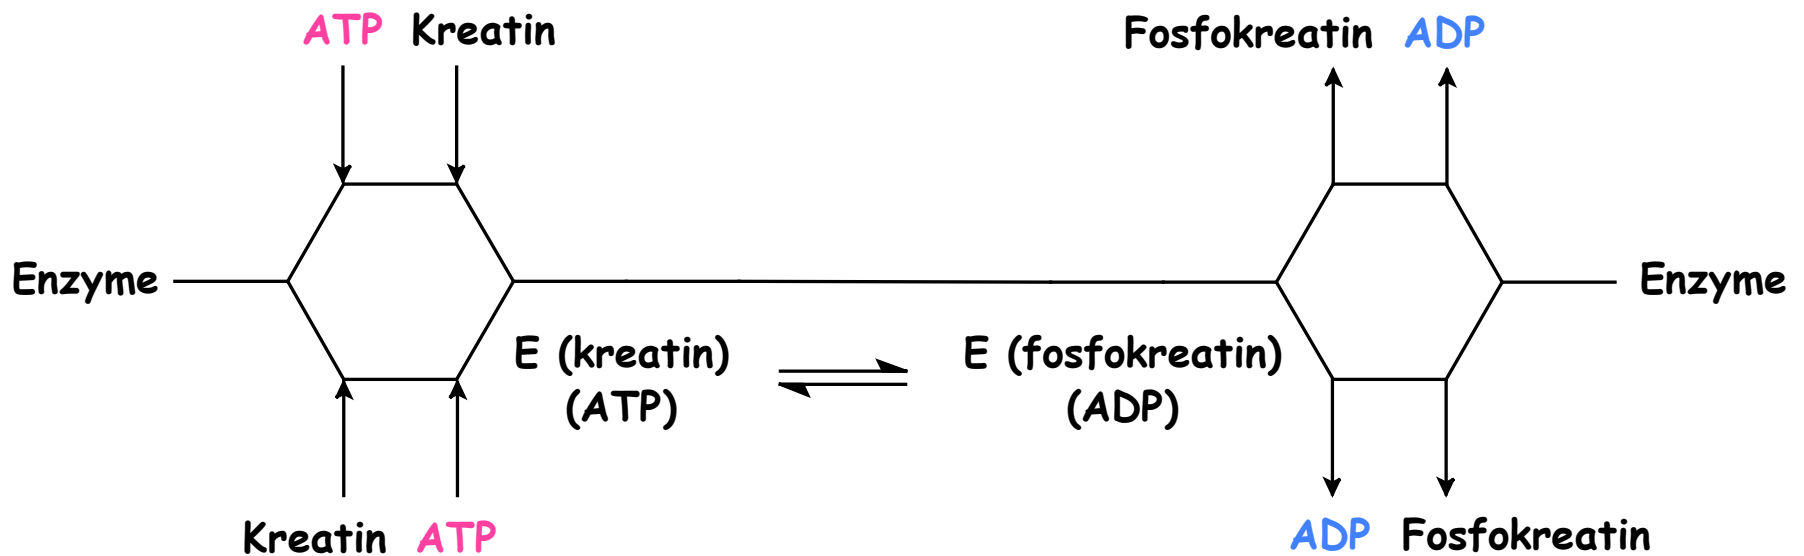 ATP Kreatin
Fosfokreatin ADP
Enzyme
Enzyme
E (kreatin)
(ATP)
E (fosfokreatin)
(ADP)
Kreatin ATP
ADP Fosfokreatin